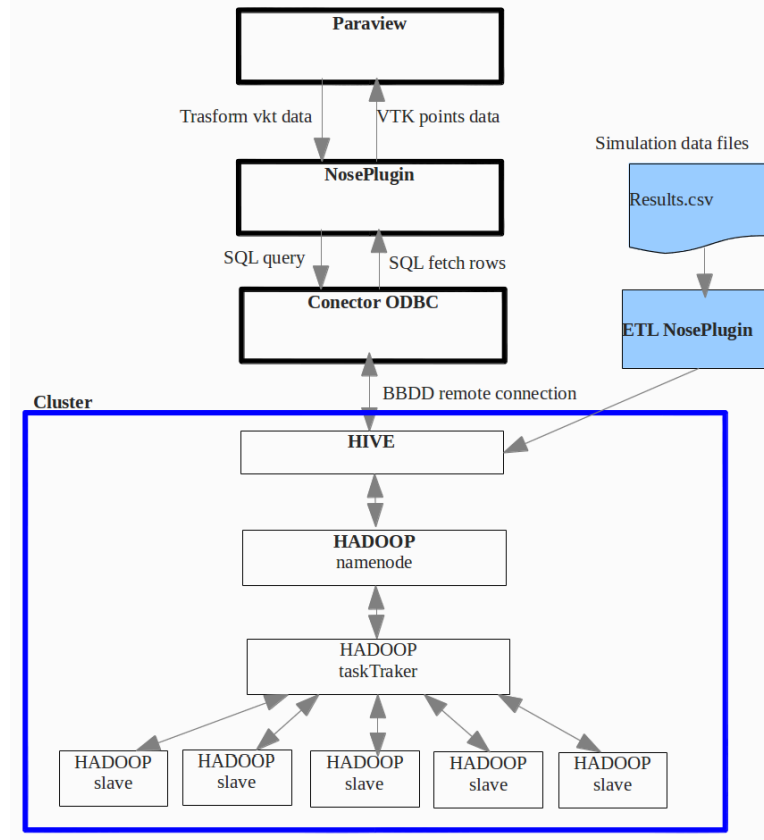 Paraview
Trasform vkt data
VTK points data
Simulation data files
NosePlugin
Results.csv
SQL query
SQL fetch rows
Conector ODBC
ETL NosePlugin
BBDD remote connection
Cluster
HIVE
HADOOP
namenode
HADOOP
taskTraker
HADOOP
slave
HADOOP
slave
HADOOP
slave
HADOOP
slave
HADOOP
slave